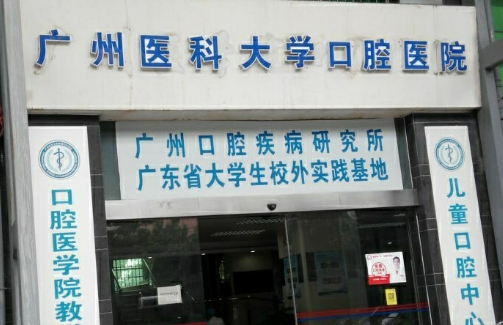 广州医科大学口腔医院
广州口腔疾病研究所
广东省大学生校外实践基地
口腔医学院教
儿童口腔中心